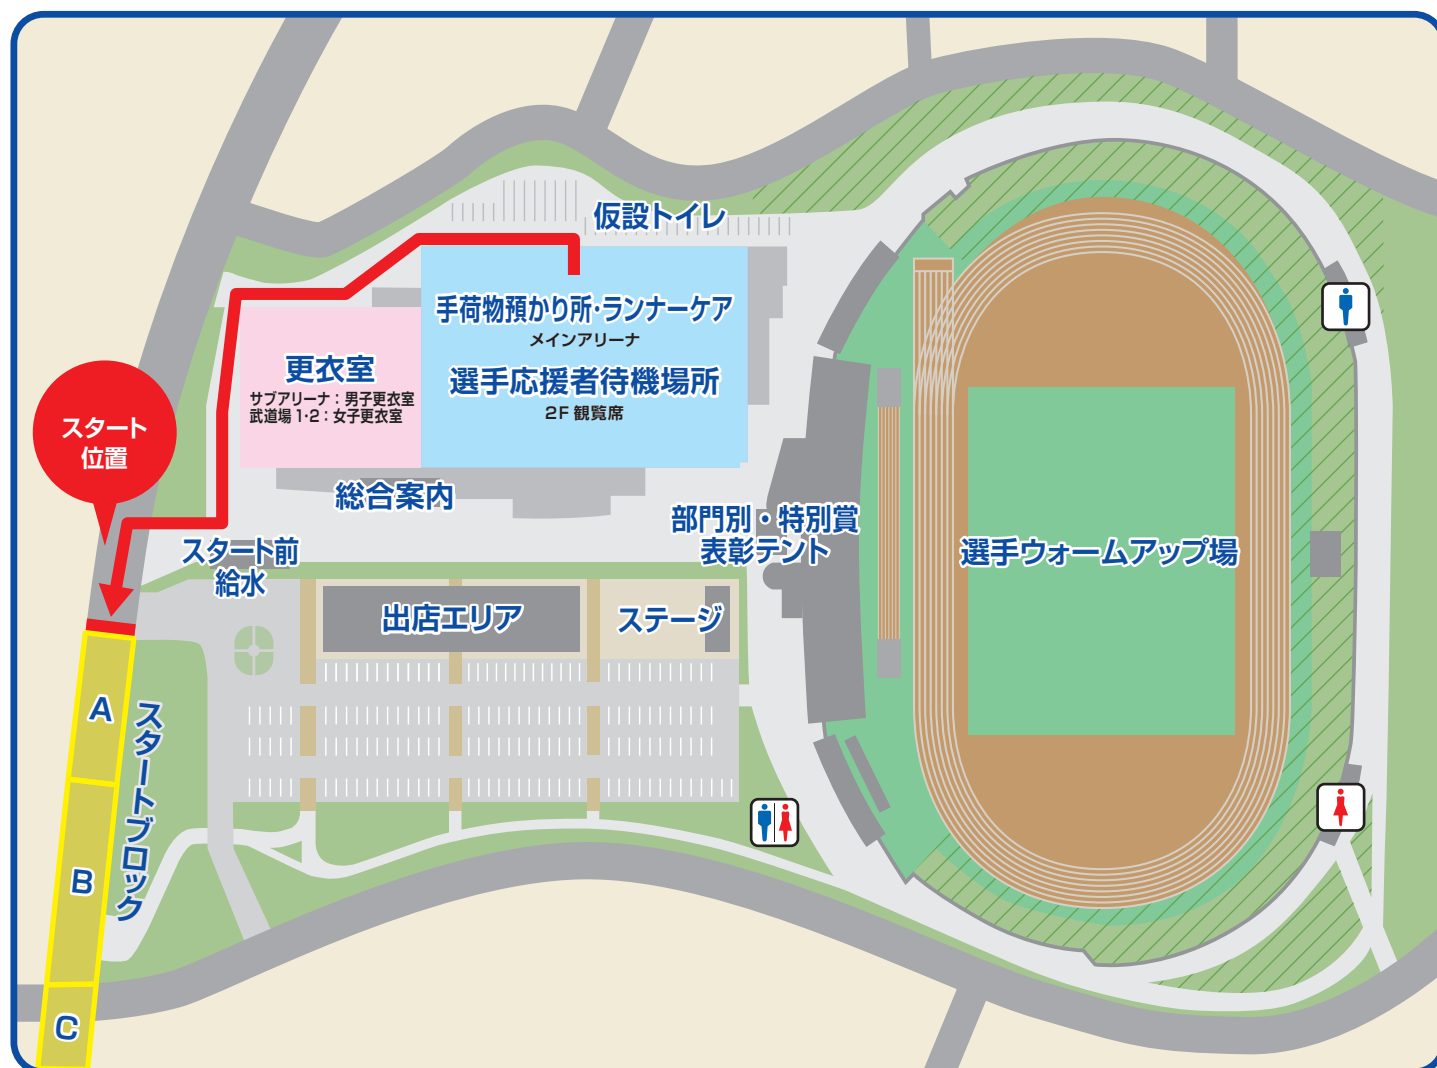 仮設トイレ
手荷物預かり所・ランナーケア
メインアリーナ
選手応援者待機場所
2F 観覧席
更衣室
サブアリーナ：男子更衣室
武道場1・2：女子更衣室
スタート
位置
総合案内
スタート前
給水
部門別・特別賞
表彰テント
選手ウォームアップ場
出店エリア
ステージ
スタートブロック
A
B
C